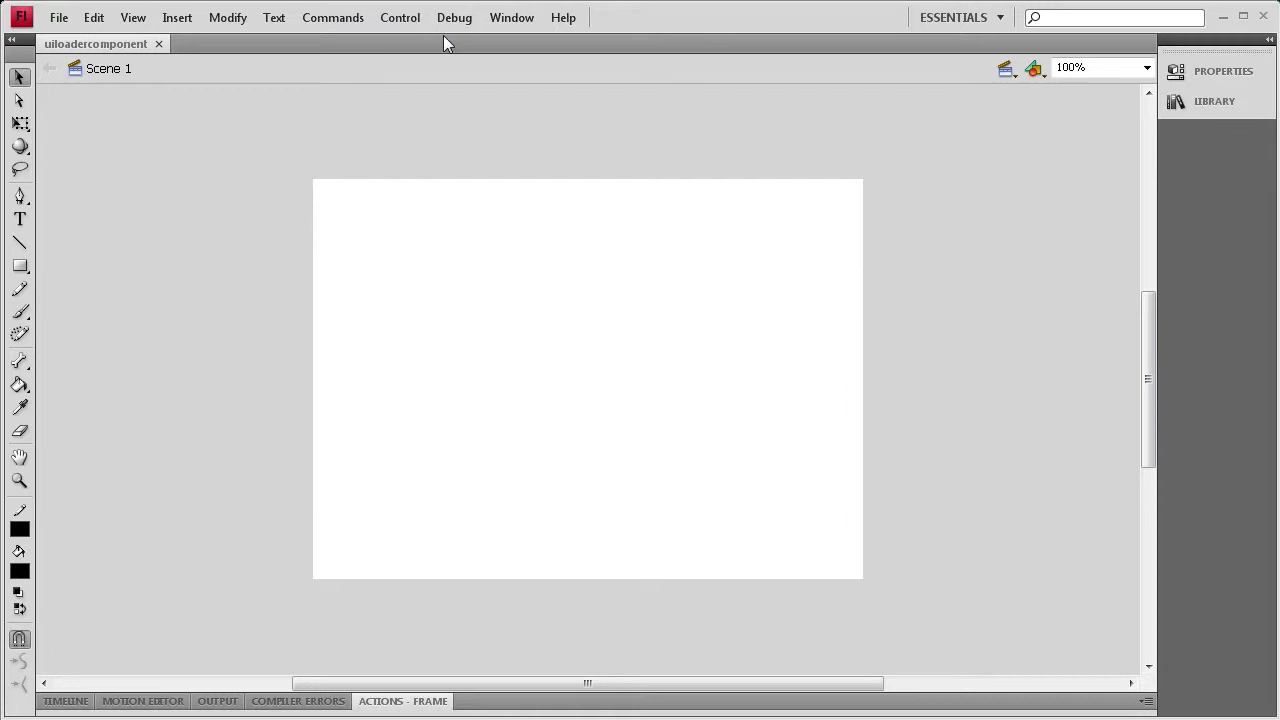 Fl File Edit View Insert Modify Text Commands Control Debug Window Help ESSENTIALS
uiloadercomponent
Scene 1 100%
PROPERTIES
LIBRARY
T
TIMELINE MOTION EDITOR OUTPUT COMPILER ERRORS ACTIONS - FRAME